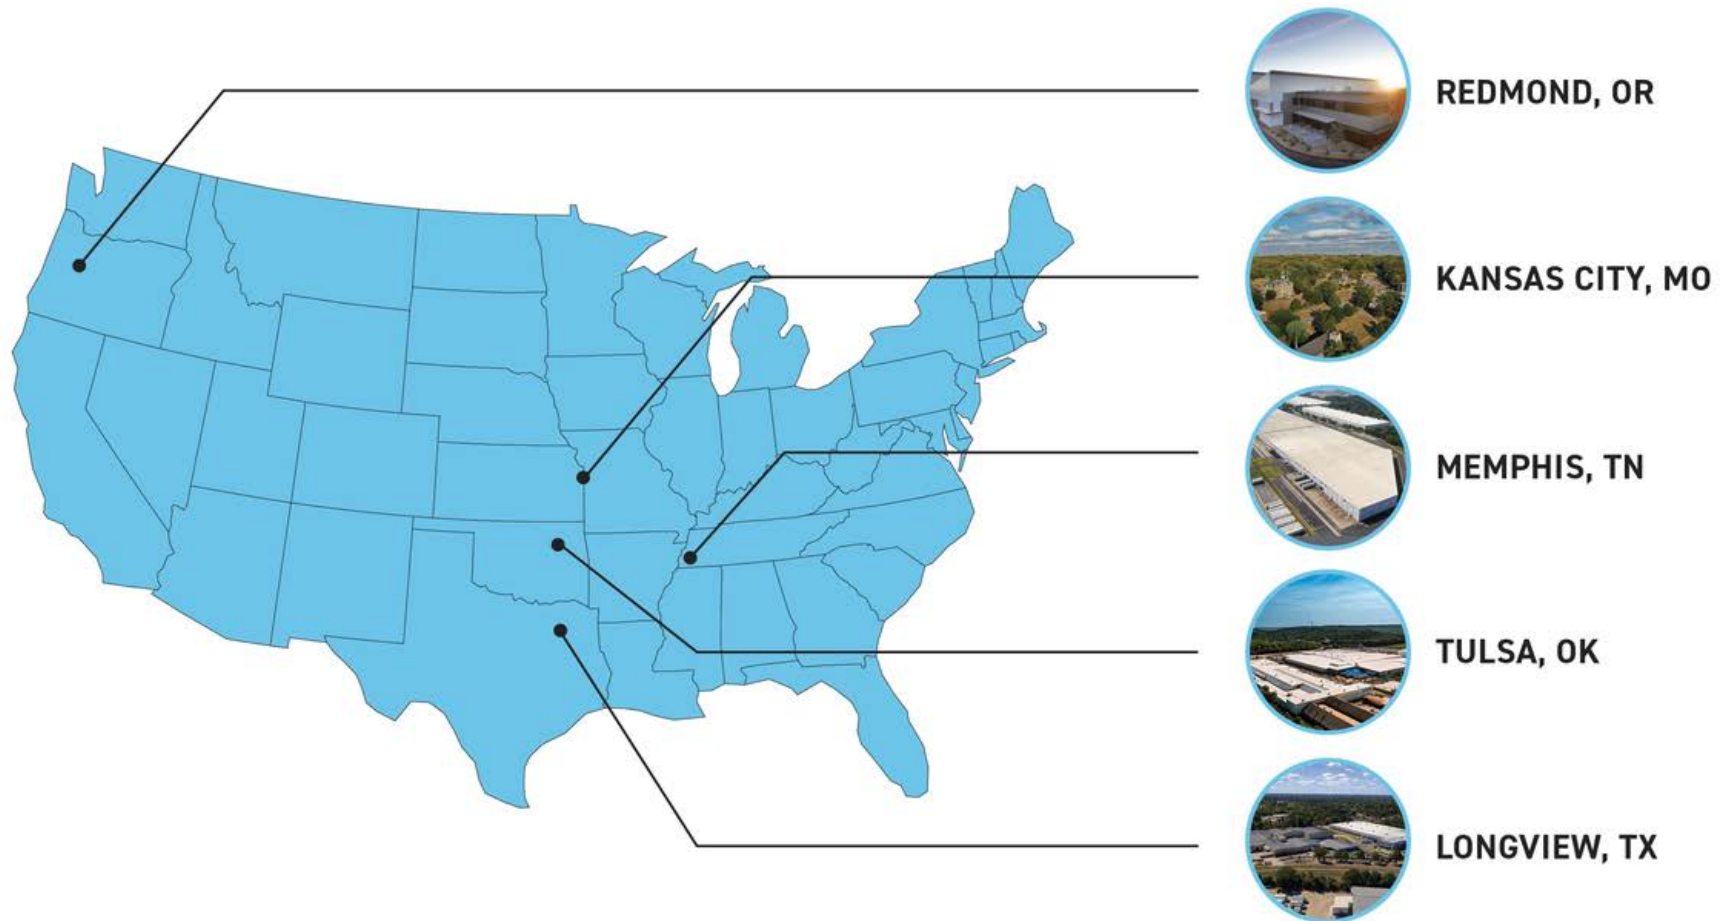 REDMOND, OR
KANSAS CITY, MO
MEMPHIS, TN
TULSA, OK
LONGVIEW, TX